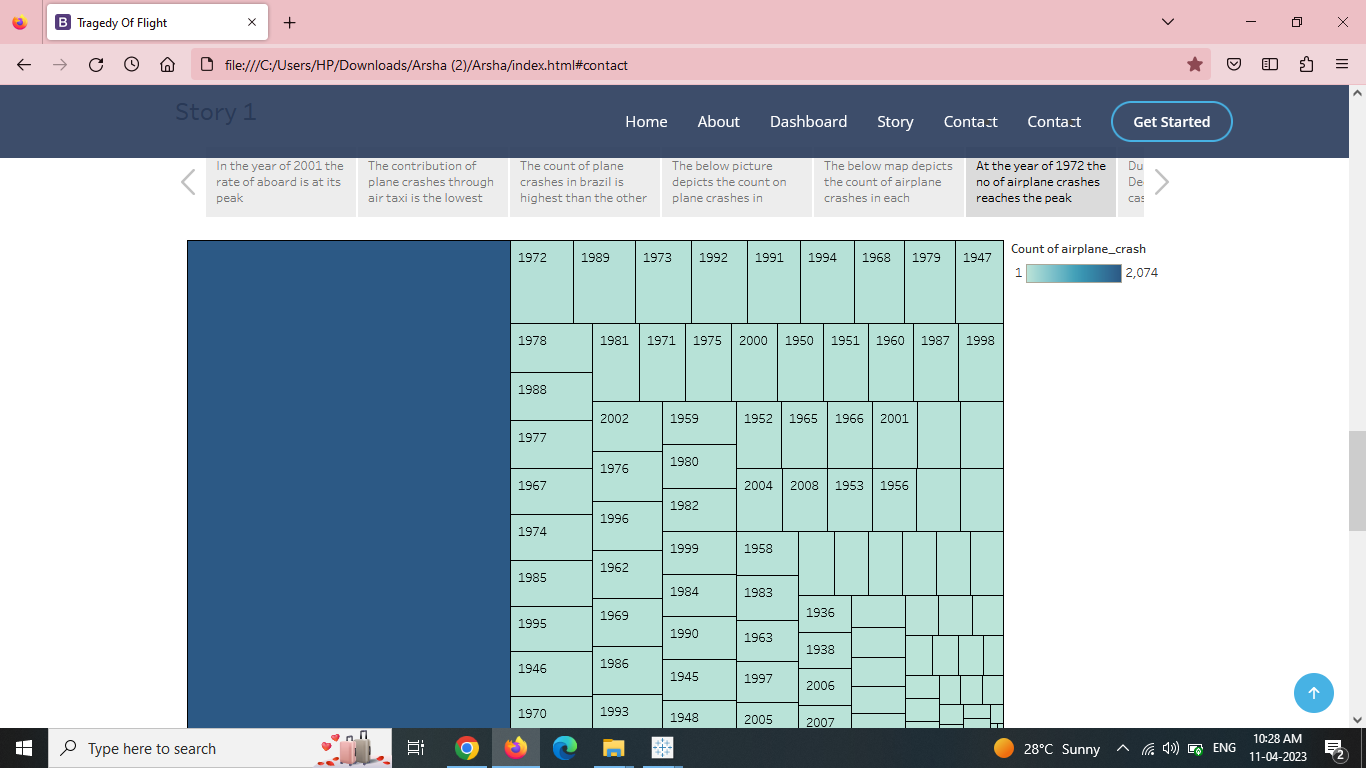 Tragedy Of Flight
file:///C:/Users/HP/Downloads/Arsha (2)/Arsha/index.html#contact
Story 1
Home About Dashboard Story Contact Contact Get Started
In the year of 2001 the
rate of aboard is at its
peak
The contribution of
plane crashes through
air taxi is the lowest
The count of plane
crashes in brazil is
highest than the other
The below picture
depicts the count on
plane crashes in
The below map depicts
the count of airplane
crashes in each
At the year of 1972 the
no of airplane crashes
reaches the peak
Du
De
cas
Count of airplane_crash
1 2,074
1972 1989 1973 1992 1991 1994 1968 1979 1947
1978 1981 1971 1975 2000 1950 1951 1960 1987 1998
1988
2002 1959 1952 1965 1966 2001
1977
1980
1976
1967 2004 2008 1953 1956
1982
1996
1974
1999 1958
1962
1985
1984 1983
1936
1969
1995
1990 1963
1938
1986
1946
1945 1997
2006
1993
1970
1948 2005 2007
Type here to search
28°C Sunny
ENG
10:28 AM
11-04-2023
2